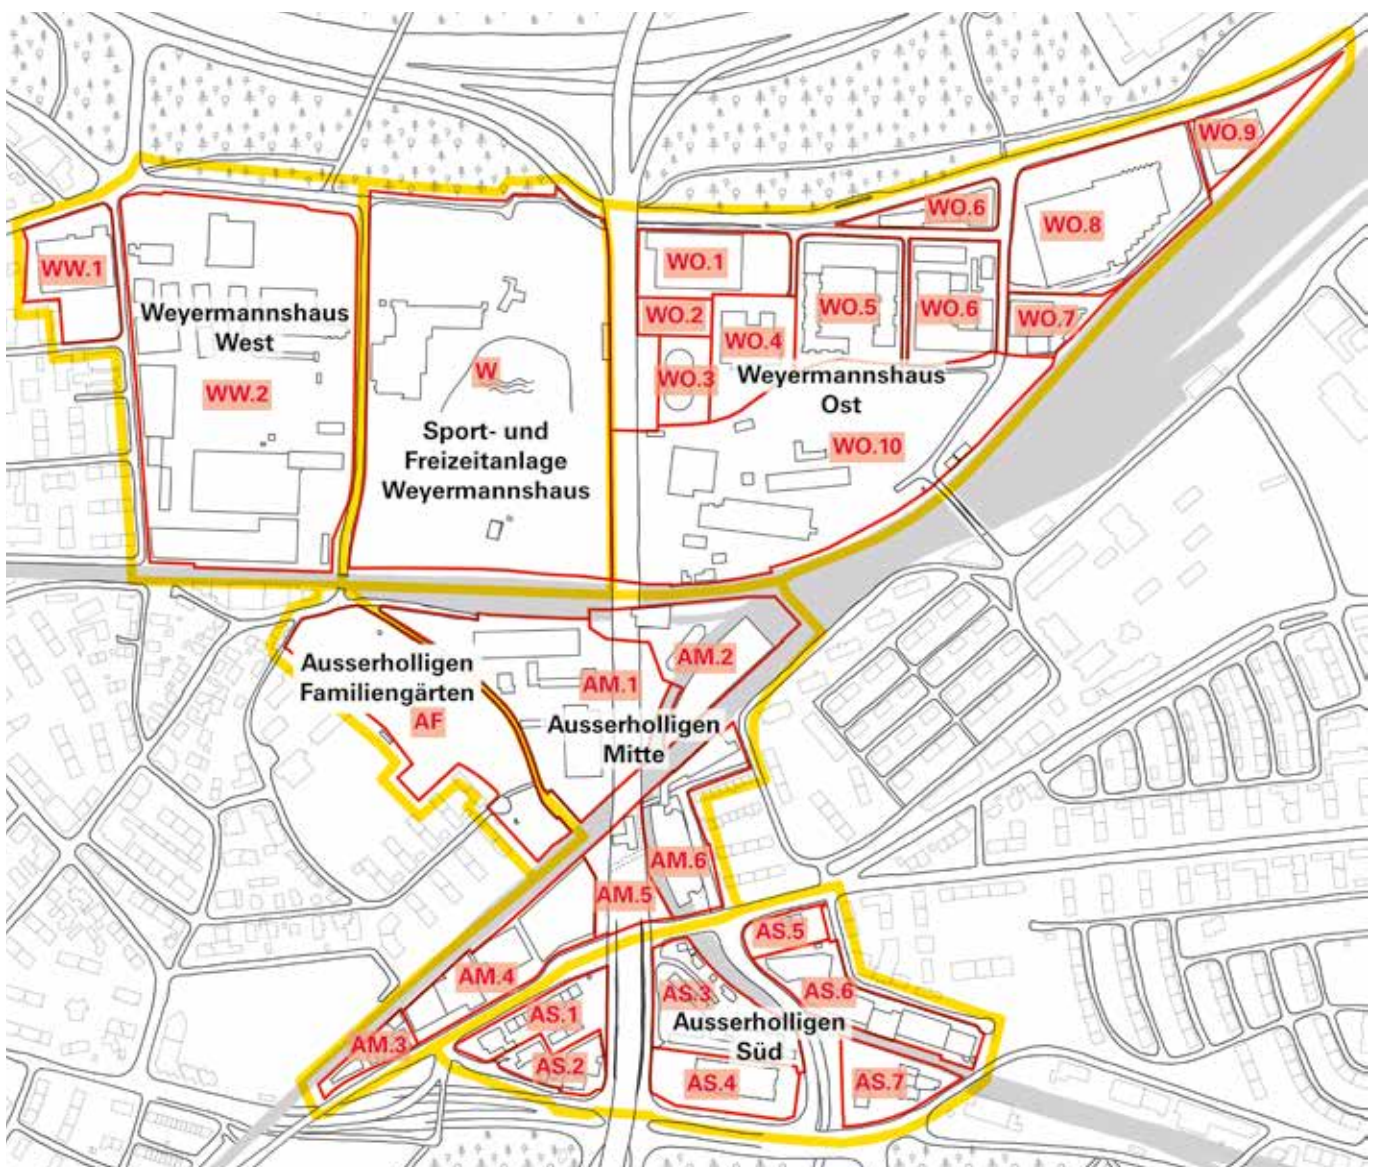 WO.9
WO.6
WO.8
WW.1
WO.1
Weyermannshaus
West
WO.2
WO.5
WO.6
WO.7
WO.4
W
WO.3
Weyermannshaus
Ost
WW.2
Sport- und
Freizeitanlage
Weyermannshaus
WO.10
Ausserholligen
Familiengärten
AF
AM.1
AM.2
Ausserholligen
Mitte
AM.6
AM.5
AS.5
AM.4
AS.3
AS.6
AS.1
Ausserholligen
Süd
AM.3
AS.2
AS.4
AS.7